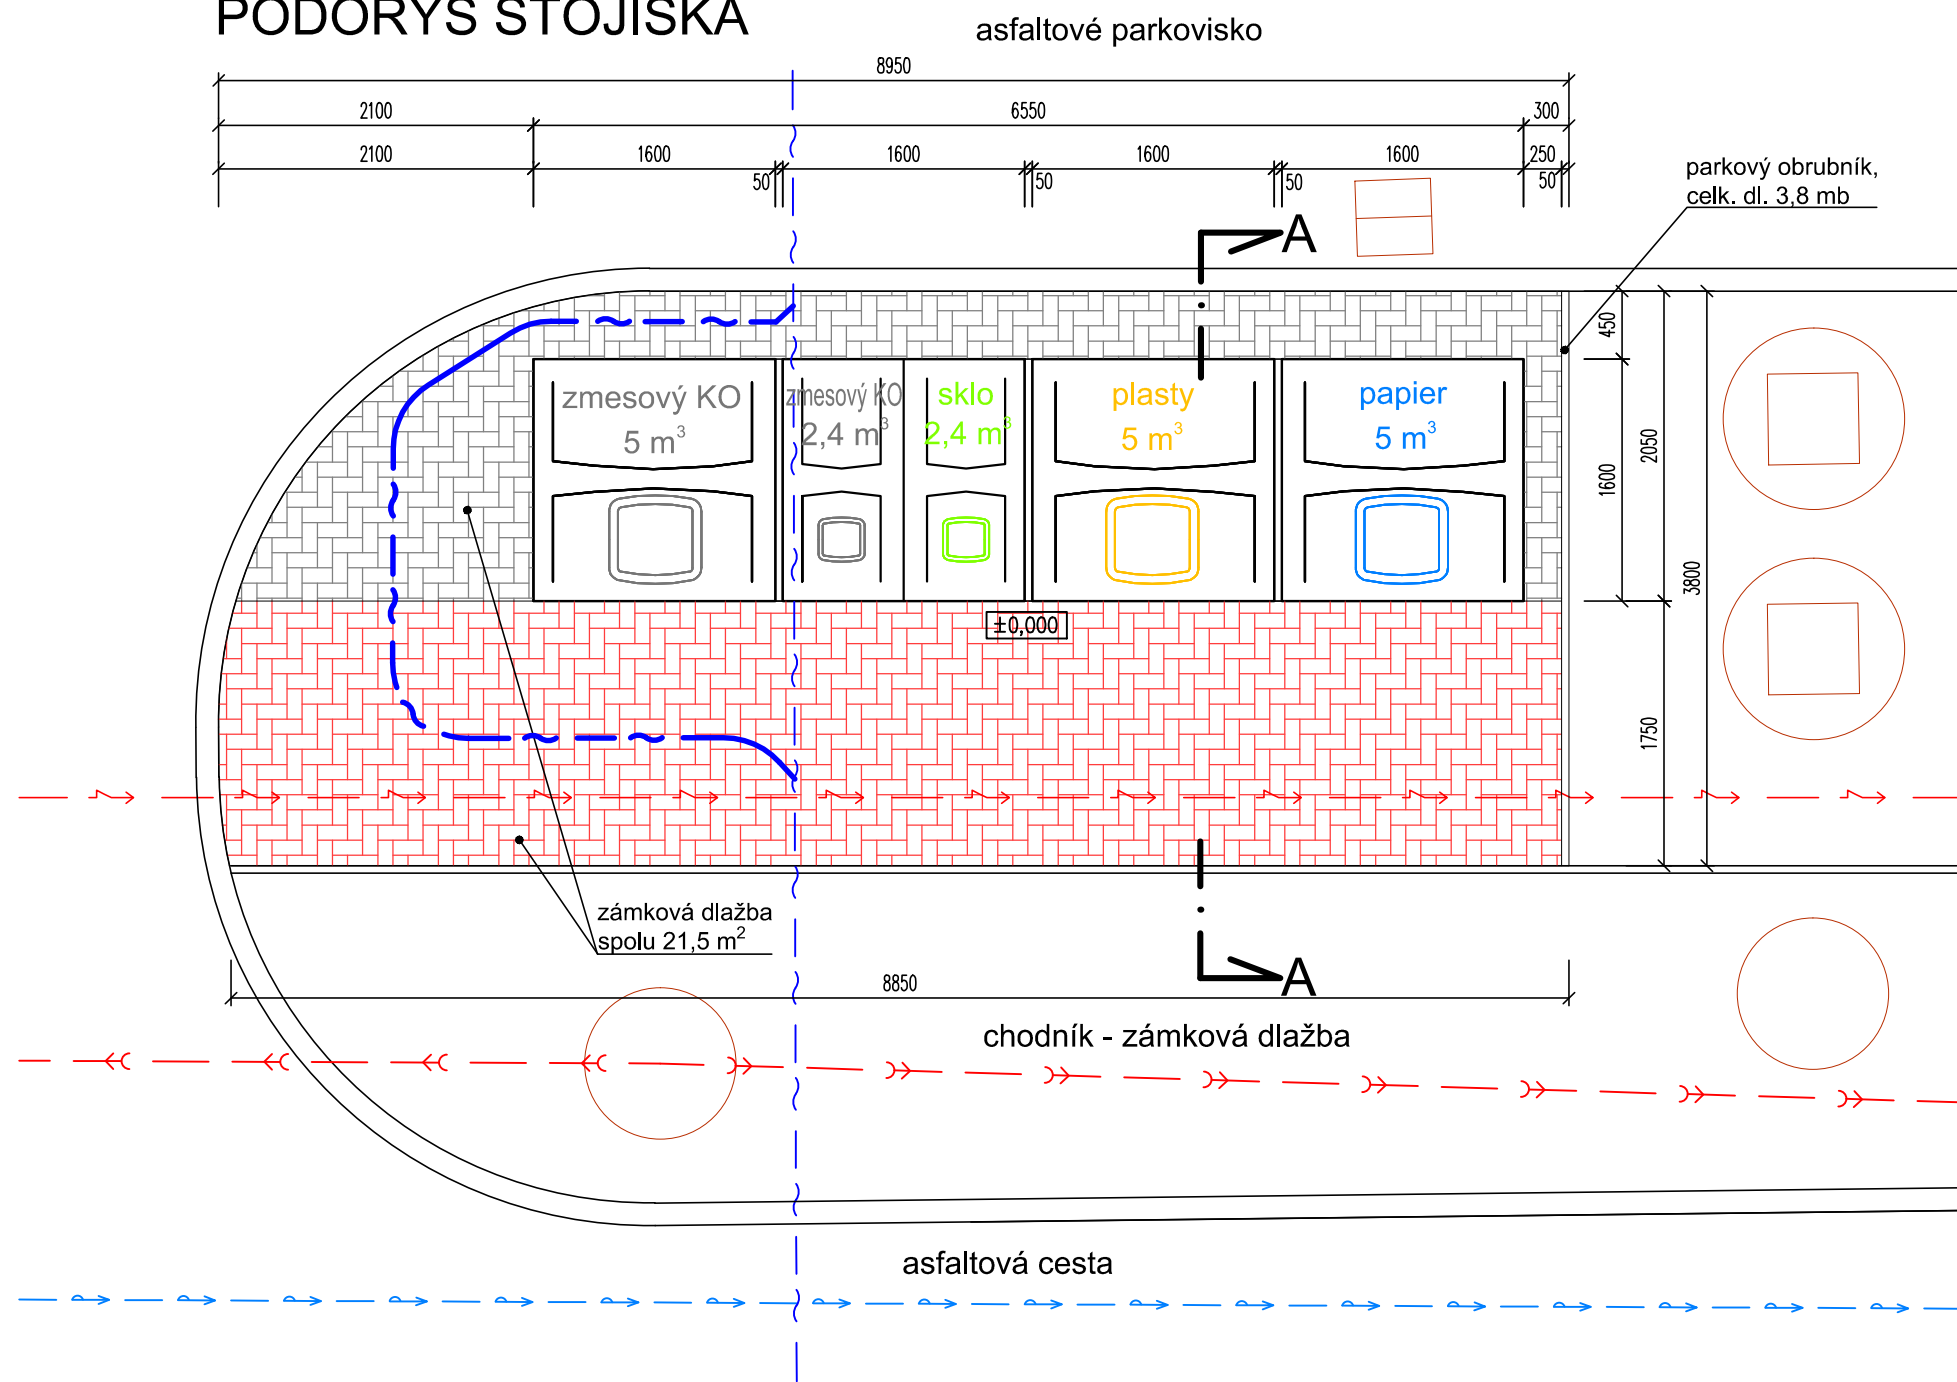 PÔDORYS STOJISKA
asfaltové parkovisko
8950
2100 6550 300
2100 1600 1600 1600 1600 250
50 50 50 50
parkový obrubník,
celk. dl. 3,8 mb
A
450
1600
2050
3800
1750
zmesový KO
5 m³
zmesový KO
2,4 m³
sklo
2,4 m³
plasty
5 m³
papier
5 m³
±0,000
zámková dlažba
spolu 21,5 m²
A
8850
chodník - zámková dlažba
asfaltová cesta